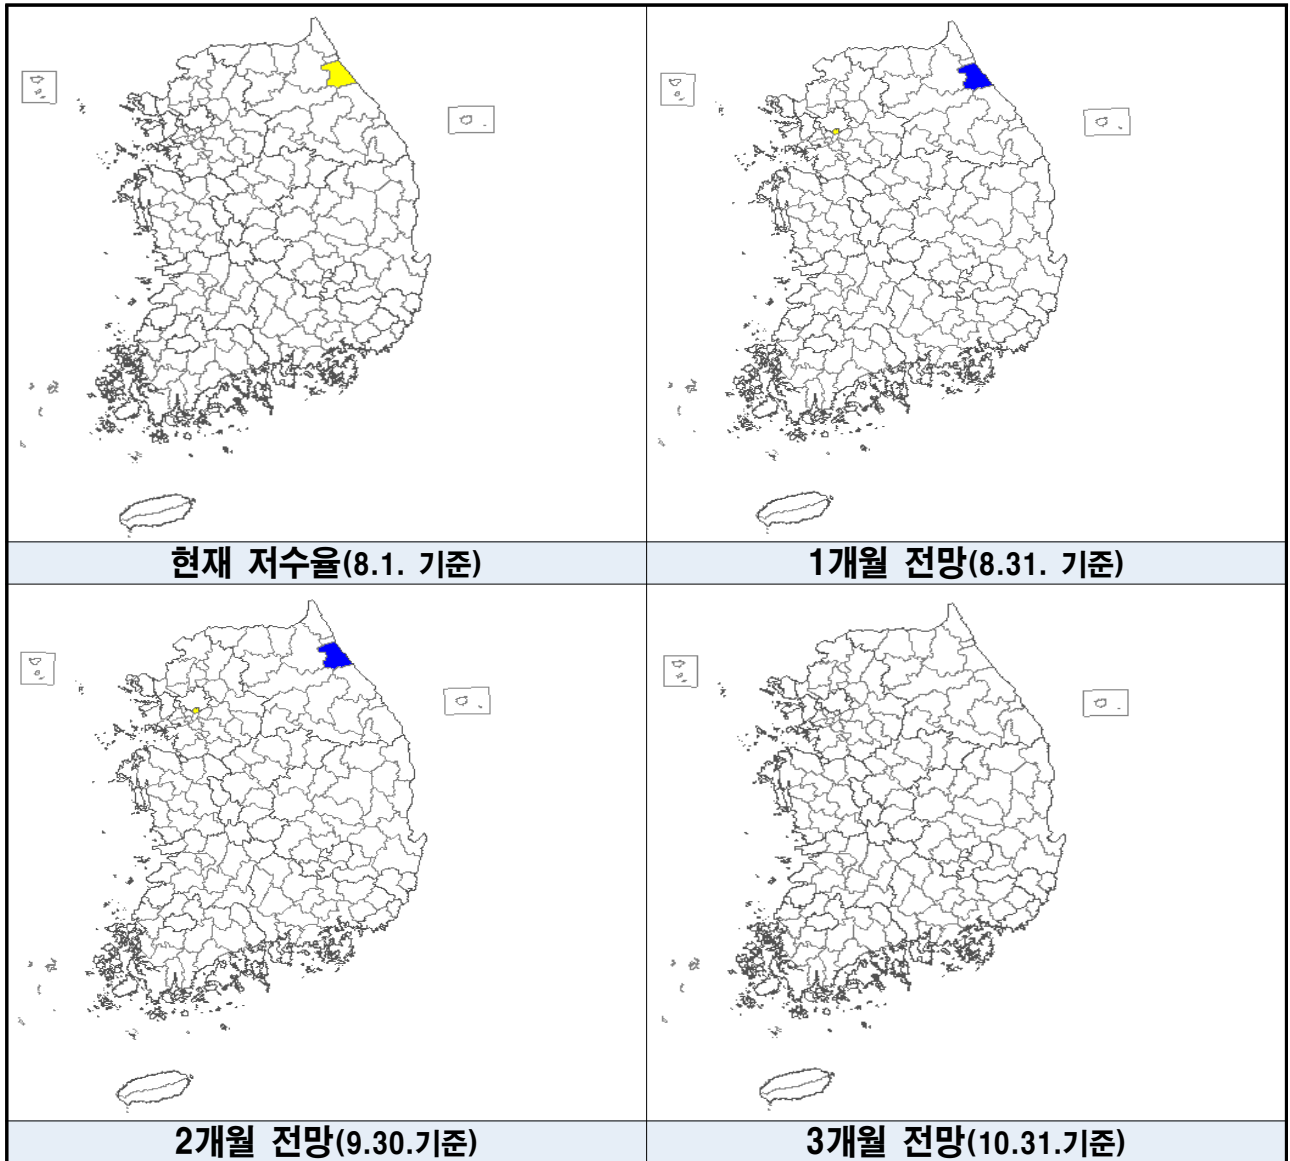 현재 저수율(8.1. 기준)
1개월 전망(8.31. 기준)
2개월 전망(9.30.기준)
3개월 전망(10.31.기준)